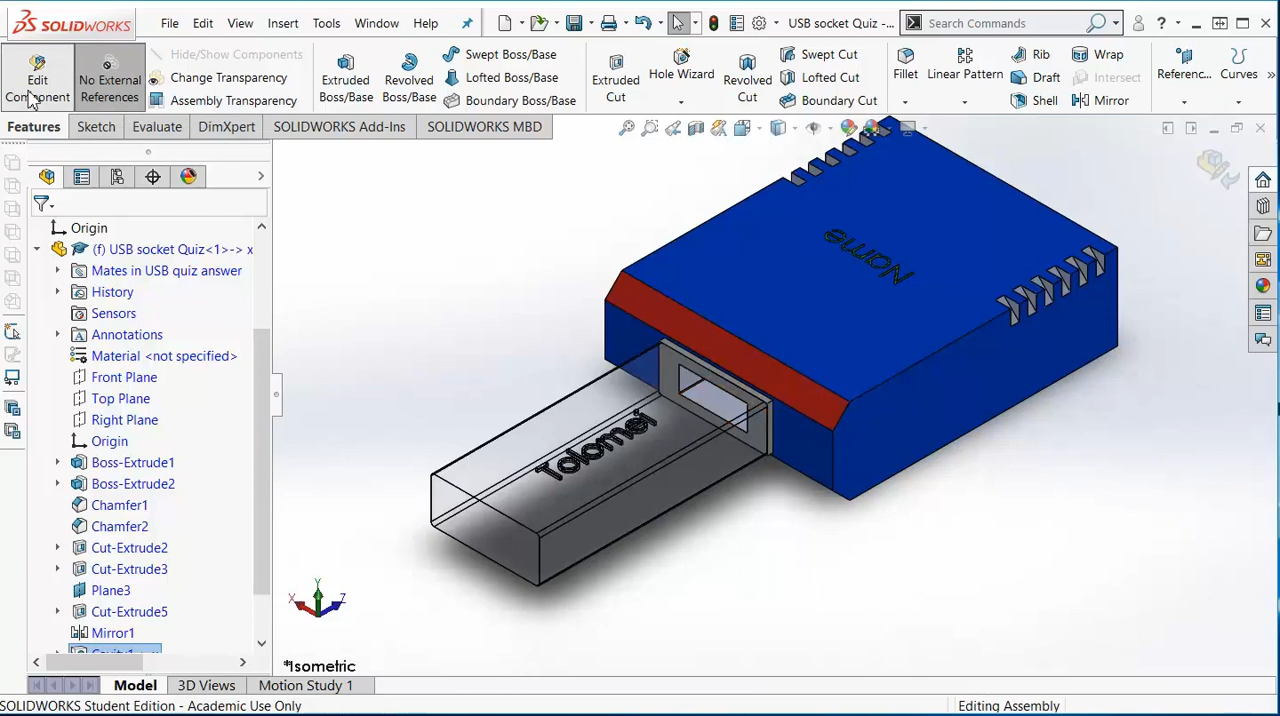 SOLIDWORKS File Edit View Insert Tools Window Help USB socket Quiz -... Search Commands ?
Edit Component
No External References
Hide/Show Components
Change Transparency
Assembly Transparency
Extruded Boss/Base
Revolved Boss/Base
Swept Boss/Base
Lofted Boss/Base
Boundary Boss/Base
Extruded Cut
Hole Wizard
Revolved Cut
Swept Cut
Lofted Cut
Boundary Cut
Fillet
Linear Pattern
Rib
Draft
Shell
Wrap
Intersect
Mirror
Referenc...
Curves
»
Features Sketch Evaluate DimXpert SOLIDWORKS Add-Ins SOLIDWORKS MBD
Origin
(f) USB socket Quiz<1>-> x
Mates in USB quiz answer
History
Sensors
Annotations
Material <not specified>
Front Plane
Top Plane
Right Plane
Origin
Boss-Extrude1
Boss-Extrude2
Chamfer1
Chamfer2
Cut-Extrude2
Cut-Extrude3
Plane3
Cut-Extrude5
Mirror1
Name
Tolomei
Y
X
Z
*Isometric
Model 3D Views Motion Study 1
SOLIDWORKS Student Edition - Academic Use Only Editing Assembly